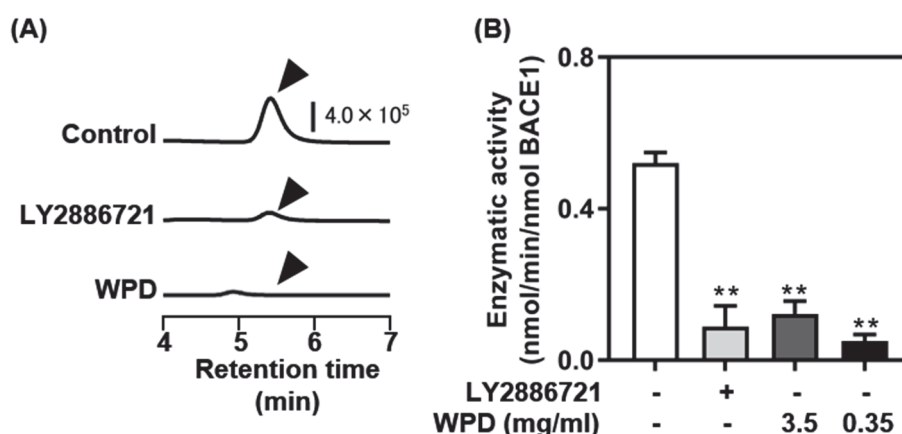 (A)
Control
4.0 × 10⁵
LY2886721
WPD
4 5 6 7
Retention time
(min)
(B)
Enzymatic activity
(nmol/min/nmol BACE1)
0.8
0.4
0.0
** ** **
LY2886721 - + - -
WPD (mg/ml) - - 3.5 0.35